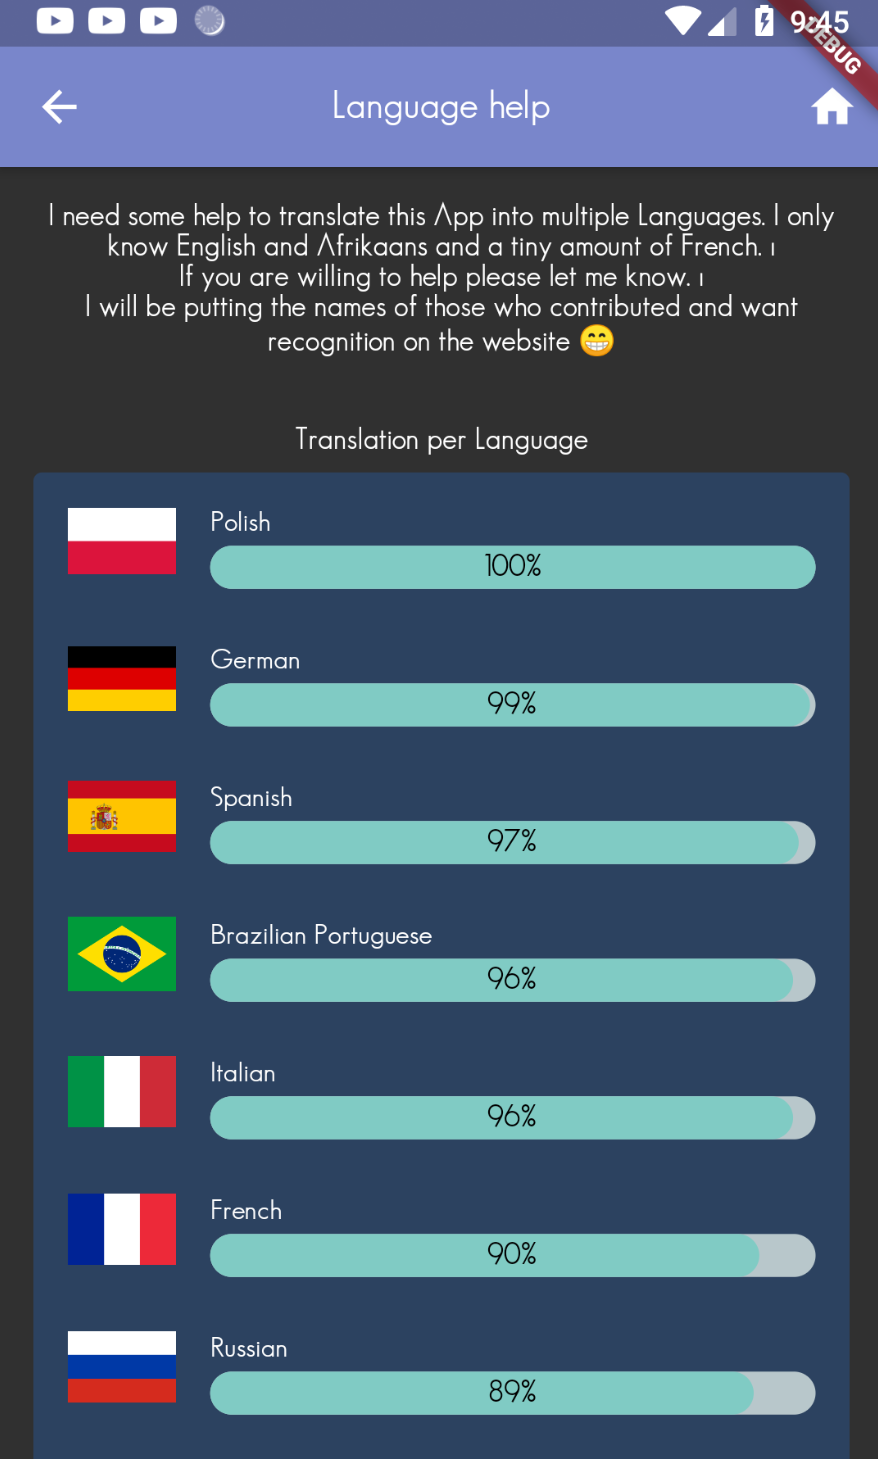 9:45
DEBUG
Language help
I need some help to translate this App into multiple Languages. I only
know English and Afrikaans and a tiny amount of French. ı
If you are willing to help please let me know. ı
I will be putting the names of those who contributed and want
recognition on the website 😁
Translation per Language
Polish
100%
German
99%
Spanish
97%
Brazilian Portuguese
96%
Italian
96%
French
90%
Russian
89%